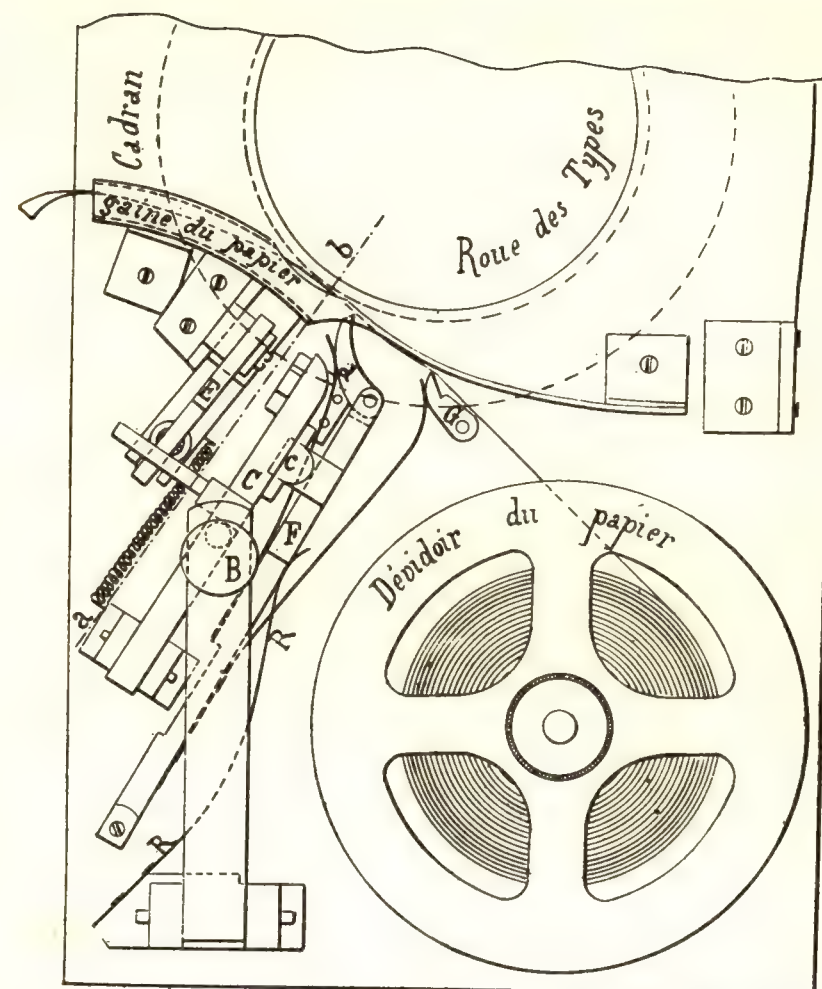 Cadran
gaine du papier
Roue des Types
b
a
C
c
B
F
G
R
R
Dévidoir du papier